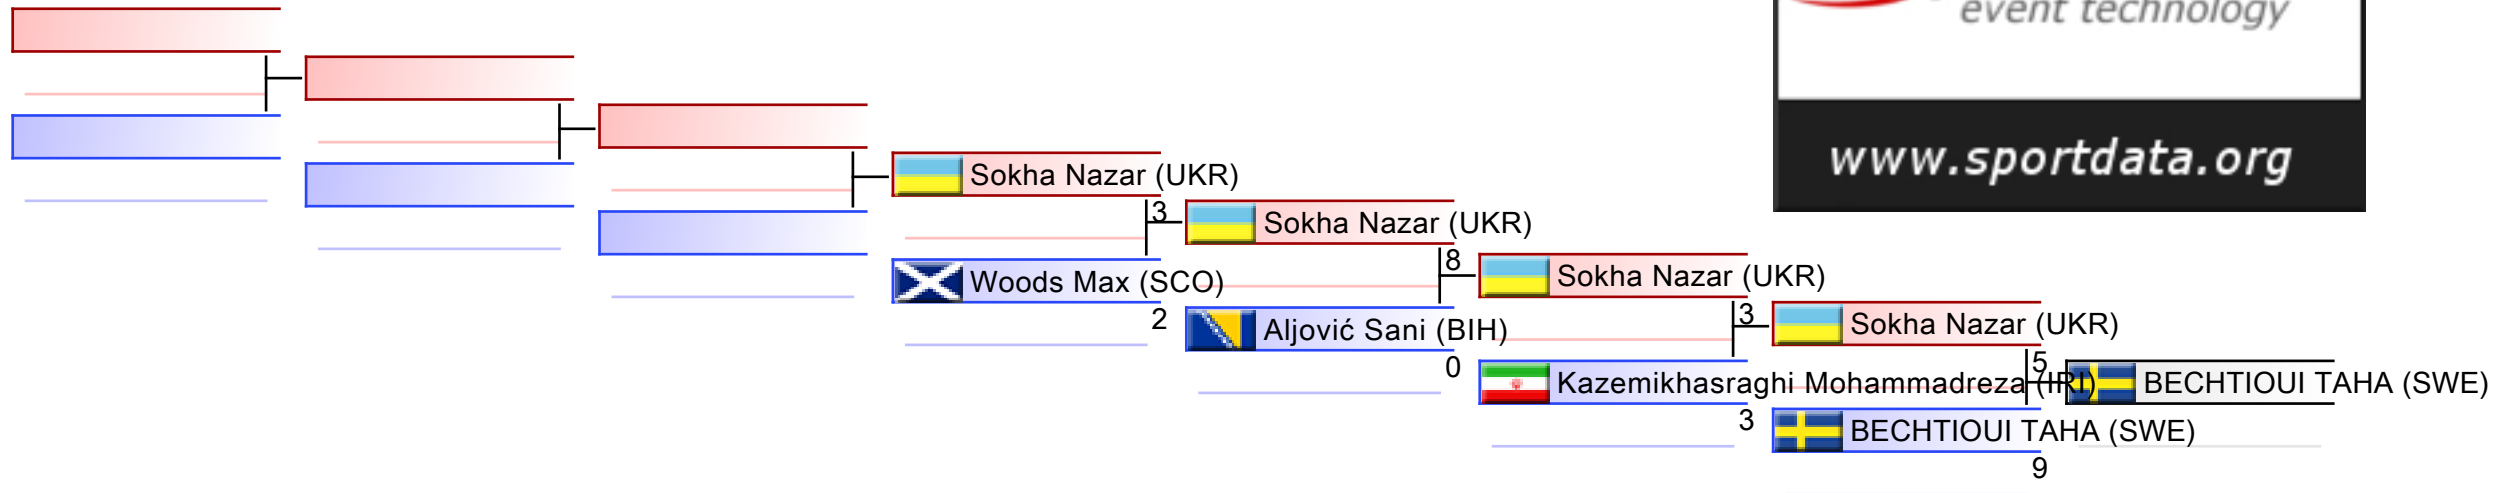 event technology
www.sportdata.org
Sokha Nazar (UKR)
3
Woods Max (SCO)
2
Sokha Nazar (UKR)
8
Aljović Sani (BIH)
0
Sokha Nazar (UKR)
3
Kazemikhasraghi Mohammadreza (IRI)
3
Sokha Nazar (UKR)
5
BECHTIOUI TAHA (SWE)
9
BECHTIOUI TAHA (SWE)